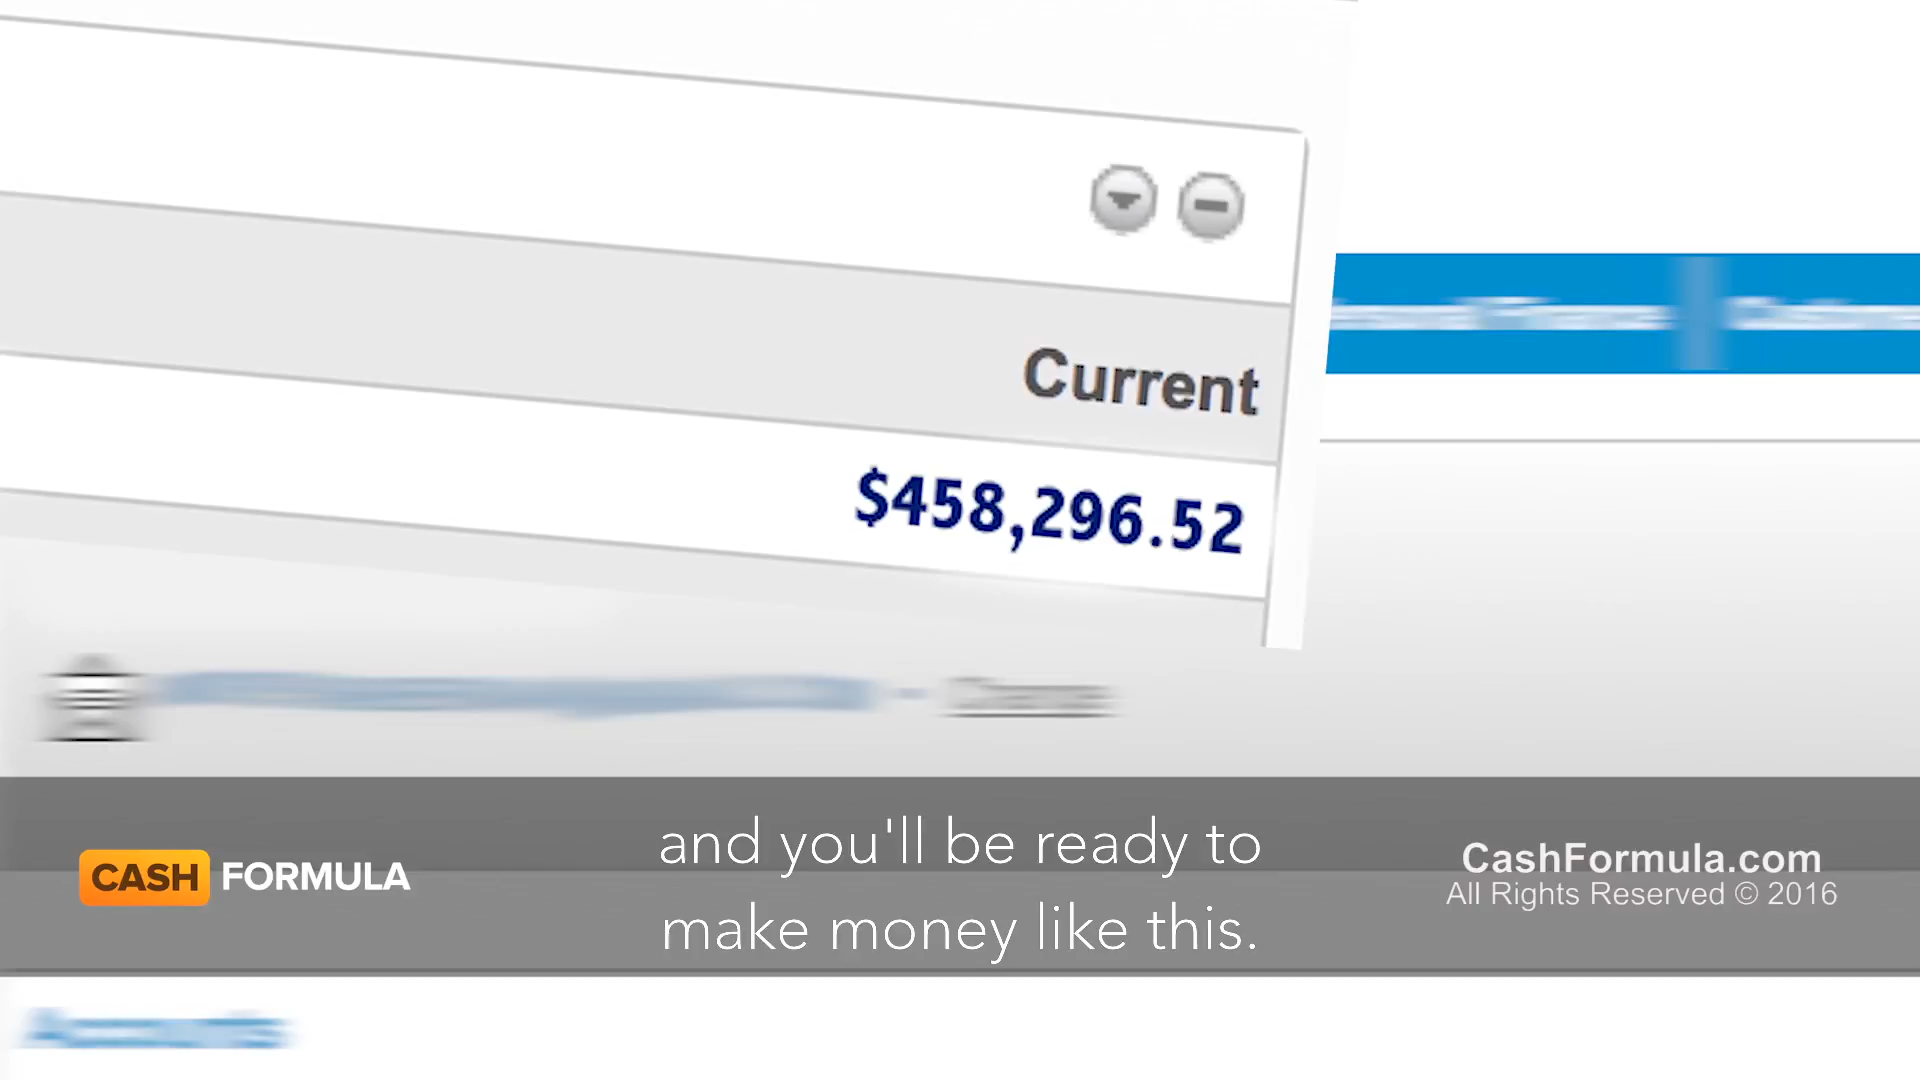 Current
$458,296.52
and you'll be ready to
make money like this.
CASH FORMULA
CashFormula.com
All Rights Reserved © 2016
Accounts